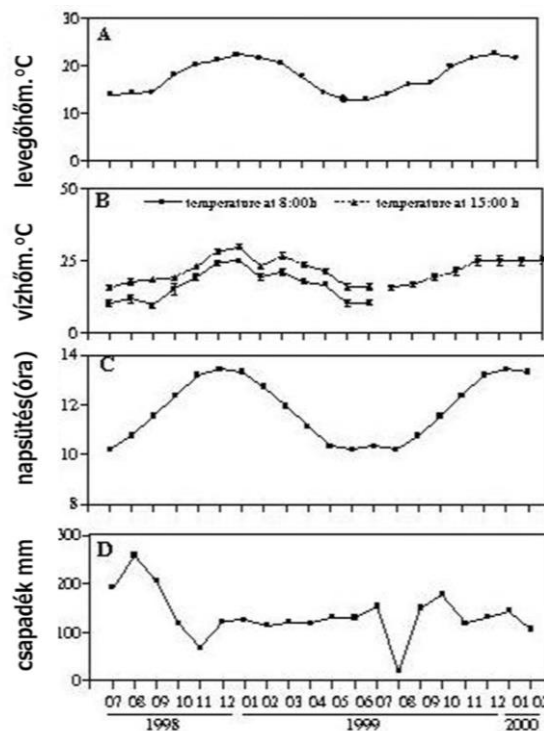 levegőhőm.°C
30
A
20
10
0
vízhőm.°C
50
B
temperature at 8:00 h temperature at 15:00 h
25
0
napsütés(óra)
14
C
12
10
8
csapadék mm
300
D
200
100
0
07 08 09 10 11 12 01 02 03 04 05 06 07 08 09 10 11 12 01 02
1998 1999 2000